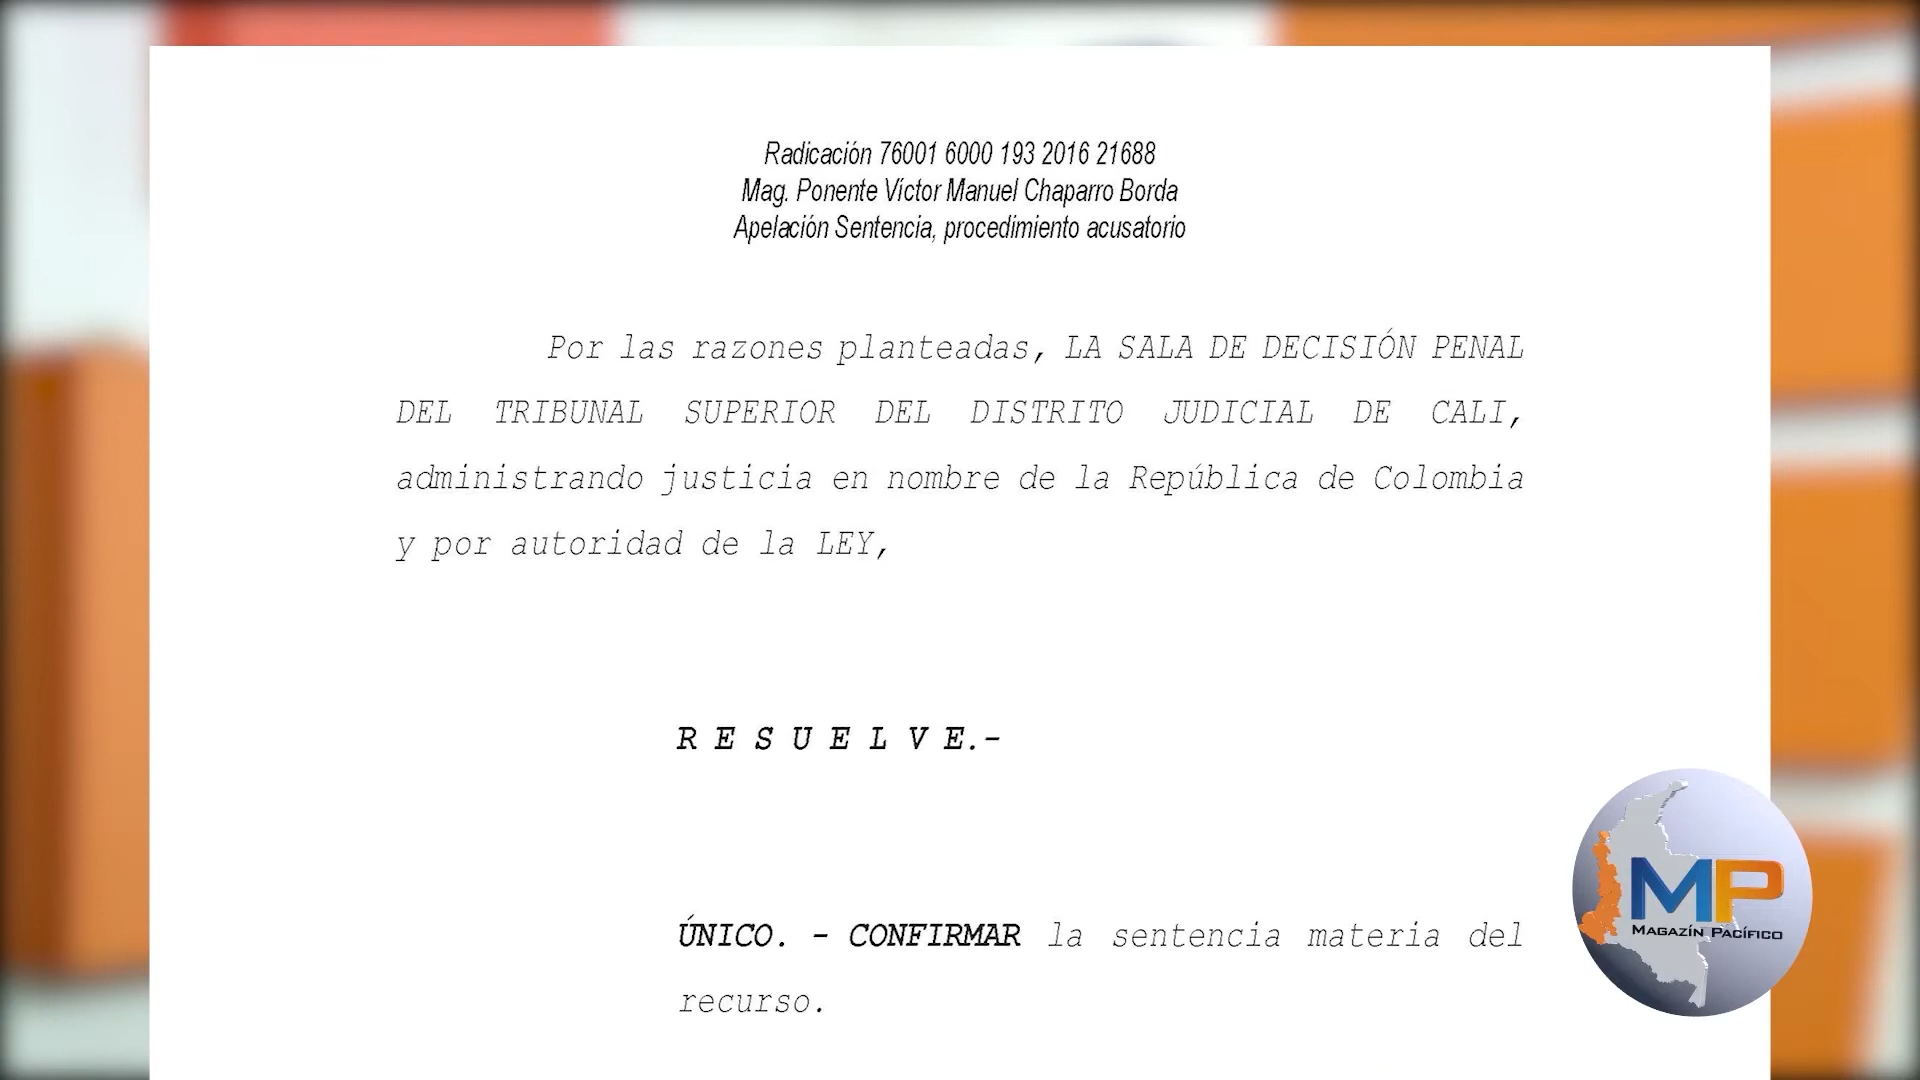 Radicación 76001 6000 193 2016 21688
Mag. Ponente Víctor Manuel Chaparro Borda
Apelación Sentencia, procedimiento acusatorio
Por las razones planteadas, LA SALA DE DECISIÓN PENAL
DEL TRIBUNAL SUPERIOR DEL DISTRITO JUDICIAL DE CALI,
administrando justicia en nombre de la República de Colombia
y por autoridad de la LEY,
R E S U E L V E.-
ÚNICO. - CONFIRMAR la sentencia materia del
recurso.
MP
MAGAZÍN PACÍFICO